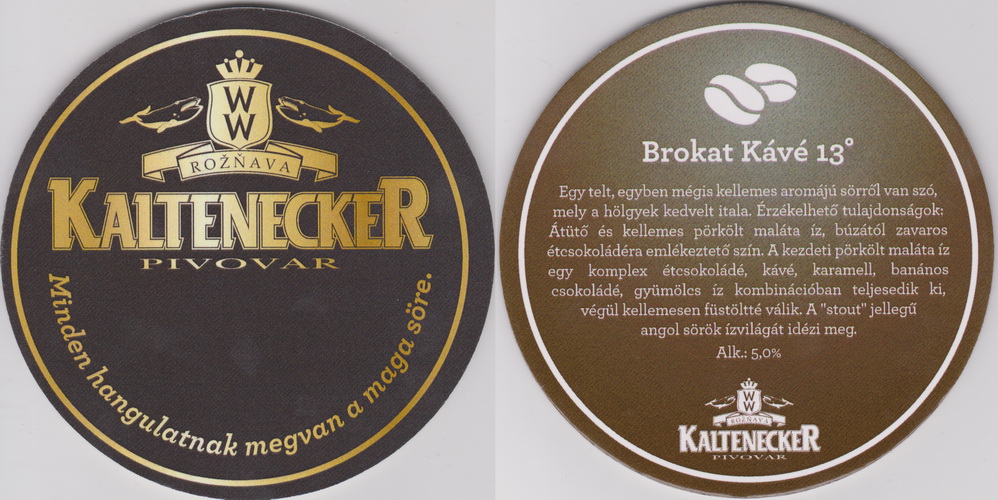 W
W
ROŽŇAVA
KALTENECKER
PIVOVAR
Minden hangulatnak megvan a maga söre.
Brokat Kávé 13°
Egy telt, egyben mégis kellemes aromájú sörről van szó,
mely a hölgyek kedvelt itala. Érzékelhető tulajdonságok:
Átütő és kellemes pörkölt maláta íz, búzától zavaros
étcsokoládéra emlékeztető szín. A kezdeti pörkölt maláta íz
egy komplex étcsokoládé, kávé, karamell, banános
csokoládé, gyümölcs íz kombinációban teljesedik ki,
végül kellemesen füstöltté válik. A "stout" jellegű
angol sörök ízvilágát idézi meg.
Alk.: 5,0%
W
W
ROŽŇAVA
KALTENECKER
PIVOVAR